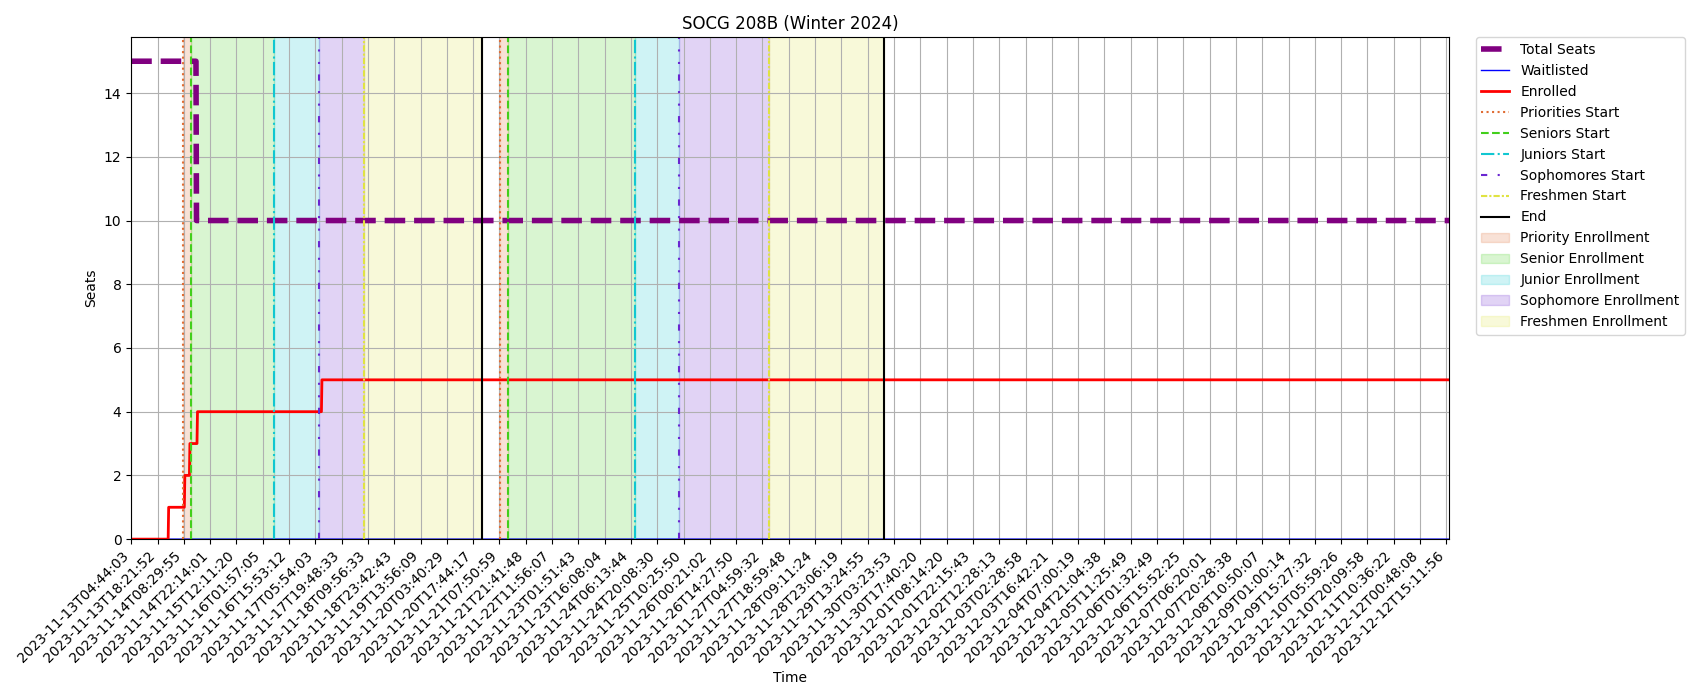 SOCG 208B (Winter 2024)
Seats
14
12
10
8
6
4
2
0
2023-11-13T04:44:03
2023-11-13T18:21:52
2023-11-14T08:29:55
2023-11-14T22:14:01
2023-11-15T12:11:20
2023-11-16T01:57:05
2023-11-16T15:53:12
2023-11-17T05:54:03
2023-11-17T19:48:33
2023-11-18T09:56:33
2023-11-18T23:42:43
2023-11-19T13:56:09
2023-11-20T03:40:29
2023-11-20T17:44:17
2023-11-21T07:50:59
2023-11-21T21:41:48
2023-11-22T11:56:07
2023-11-23T01:51:43
2023-11-23T16:08:04
2023-11-24T06:13:44
2023-11-24T20:08:30
2023-11-25T10:25:50
2023-11-26T00:21:02
2023-11-26T14:27:50
2023-11-27T04:59:32
2023-11-27T18:59:48
2023-11-28T09:11:24
2023-11-28T23:06:19
2023-11-29T13:24:55
2023-11-30T03:23:53
2023-11-30T17:40:20
2023-12-01T08:14:20
2023-12-01T22:15:43
2023-12-02T12:28:13
2023-12-03T02:28:58
2023-12-03T16:42:21
2023-12-04T07:00:19
2023-12-04T21:04:38
2023-12-05T11:25:49
2023-12-06T01:32:49
2023-12-06T15:52:25
2023-12-07T06:20:01
2023-12-07T20:28:38
2023-12-08T10:50:07
2023-12-09T01:00:14
2023-12-09T15:27:32
2023-12-10T05:59:26
2023-12-10T20:09:58
2023-12-11T10:36:22
2023-12-12T00:48:08
2023-12-12T15:11:56
Time
Total Seats
Waitlisted
Enrolled
Priorities Start
Seniors Start
Juniors Start
Sophomores Start
Freshmen Start
End
Priority Enrollment
Senior Enrollment
Junior Enrollment
Sophomore Enrollment
Freshmen Enrollment